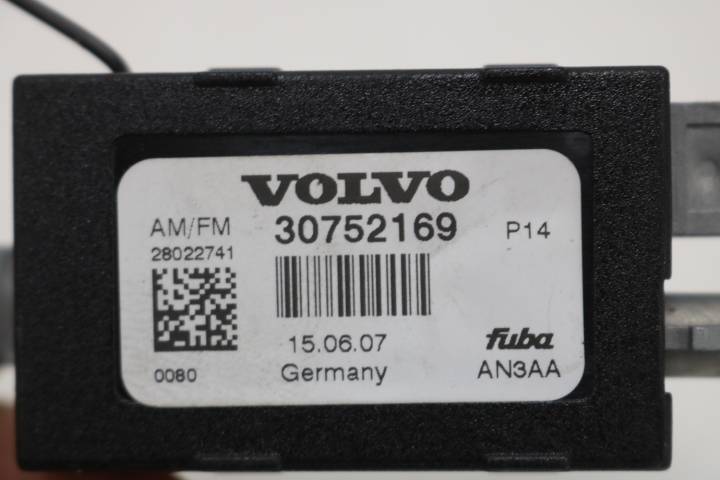 VOLVO
AM/FM 30752169 P14
28022741
15.06.07 fuba
0080 Germany AN3AA